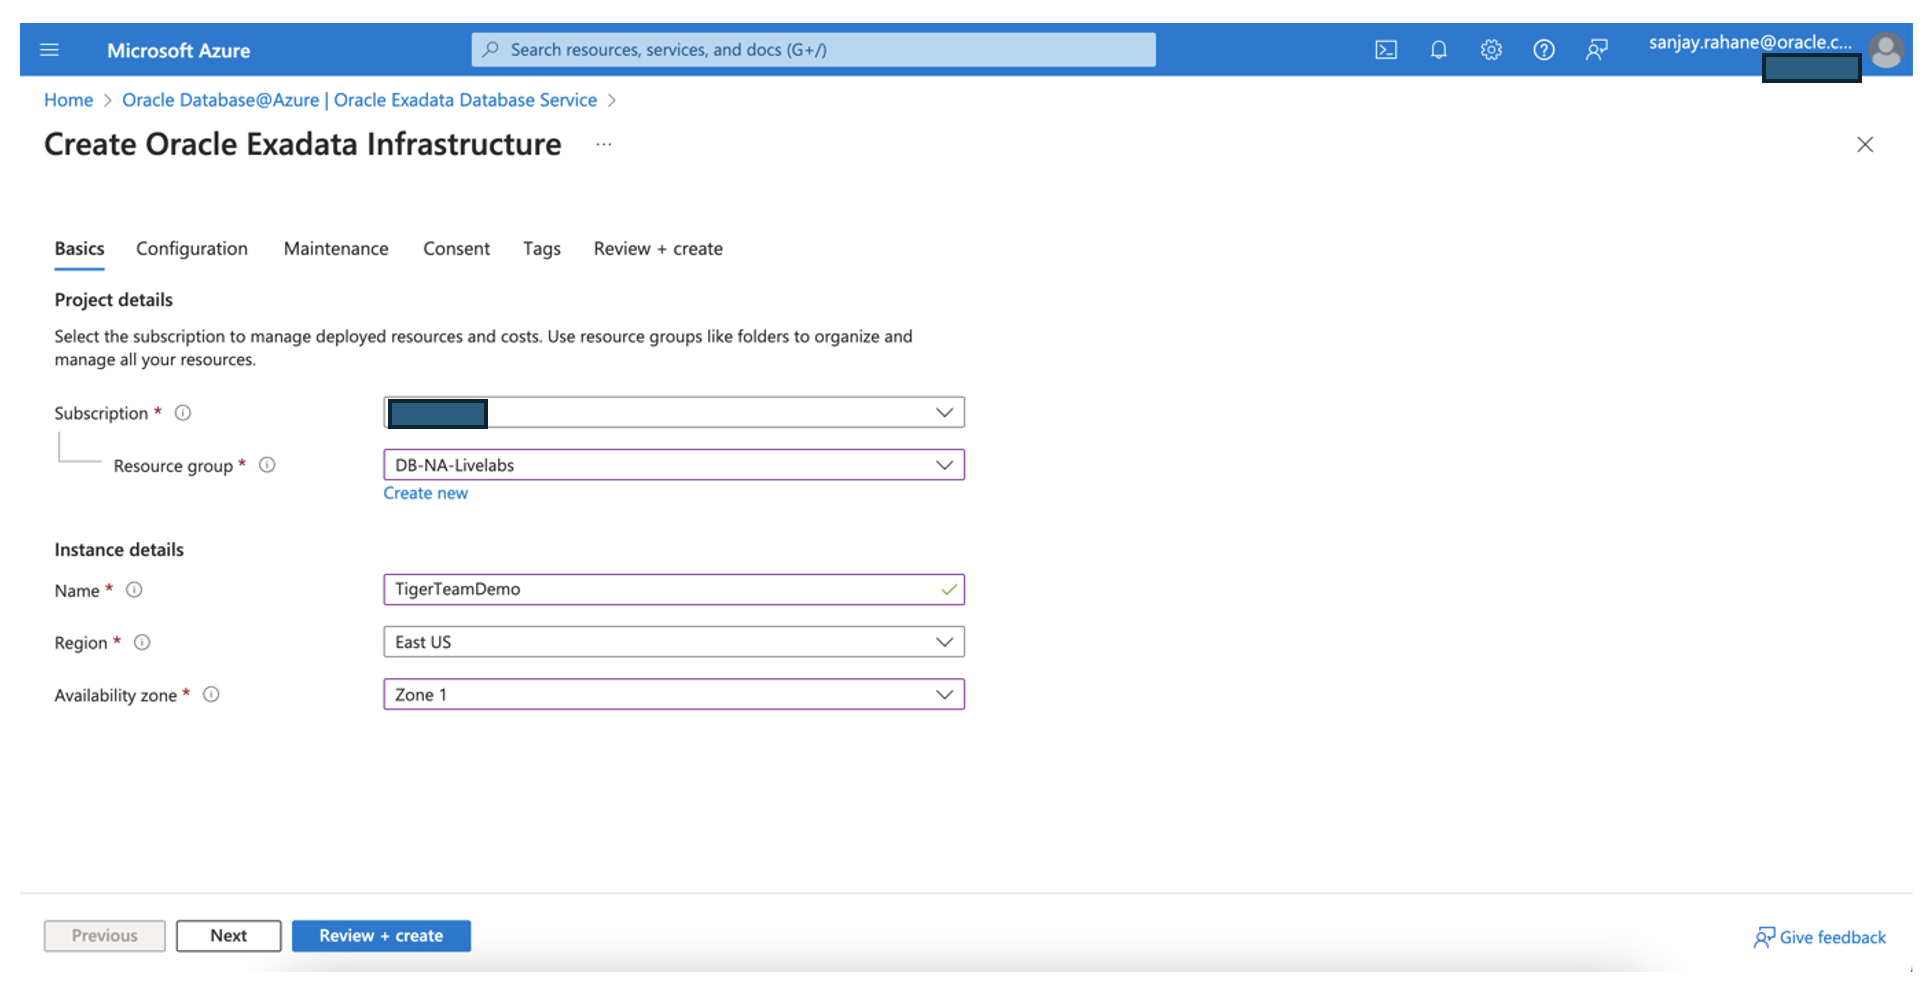 Microsoft Azure
Search resources, services, and docs (G+/)
sanjay.rahane@oracle.c...
Home > Oracle Database@Azure | Oracle Exadata Database Service >
Create Oracle Exadata Infrastructure ...
Basics Configuration Maintenance Consent Tags Review + create
Project details
Select the subscription to manage deployed resources and costs. Use resource groups like folders to organize and
manage all your resources.
Subscription *
Resource group * DB-NA-Livelabs
Create new
Instance details
Name * TigerTeamDemo
Region * East US
Availability zone * Zone 1
Previous Next Review + create Give feedback